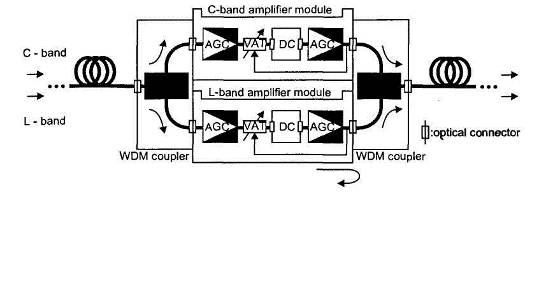 C-band amplifier module
C - band
AGC VAT DC AGC
L-band amplifier module
L - band
AGC VAT DC AGC
:optical connector
WDM coupler WDM coupler